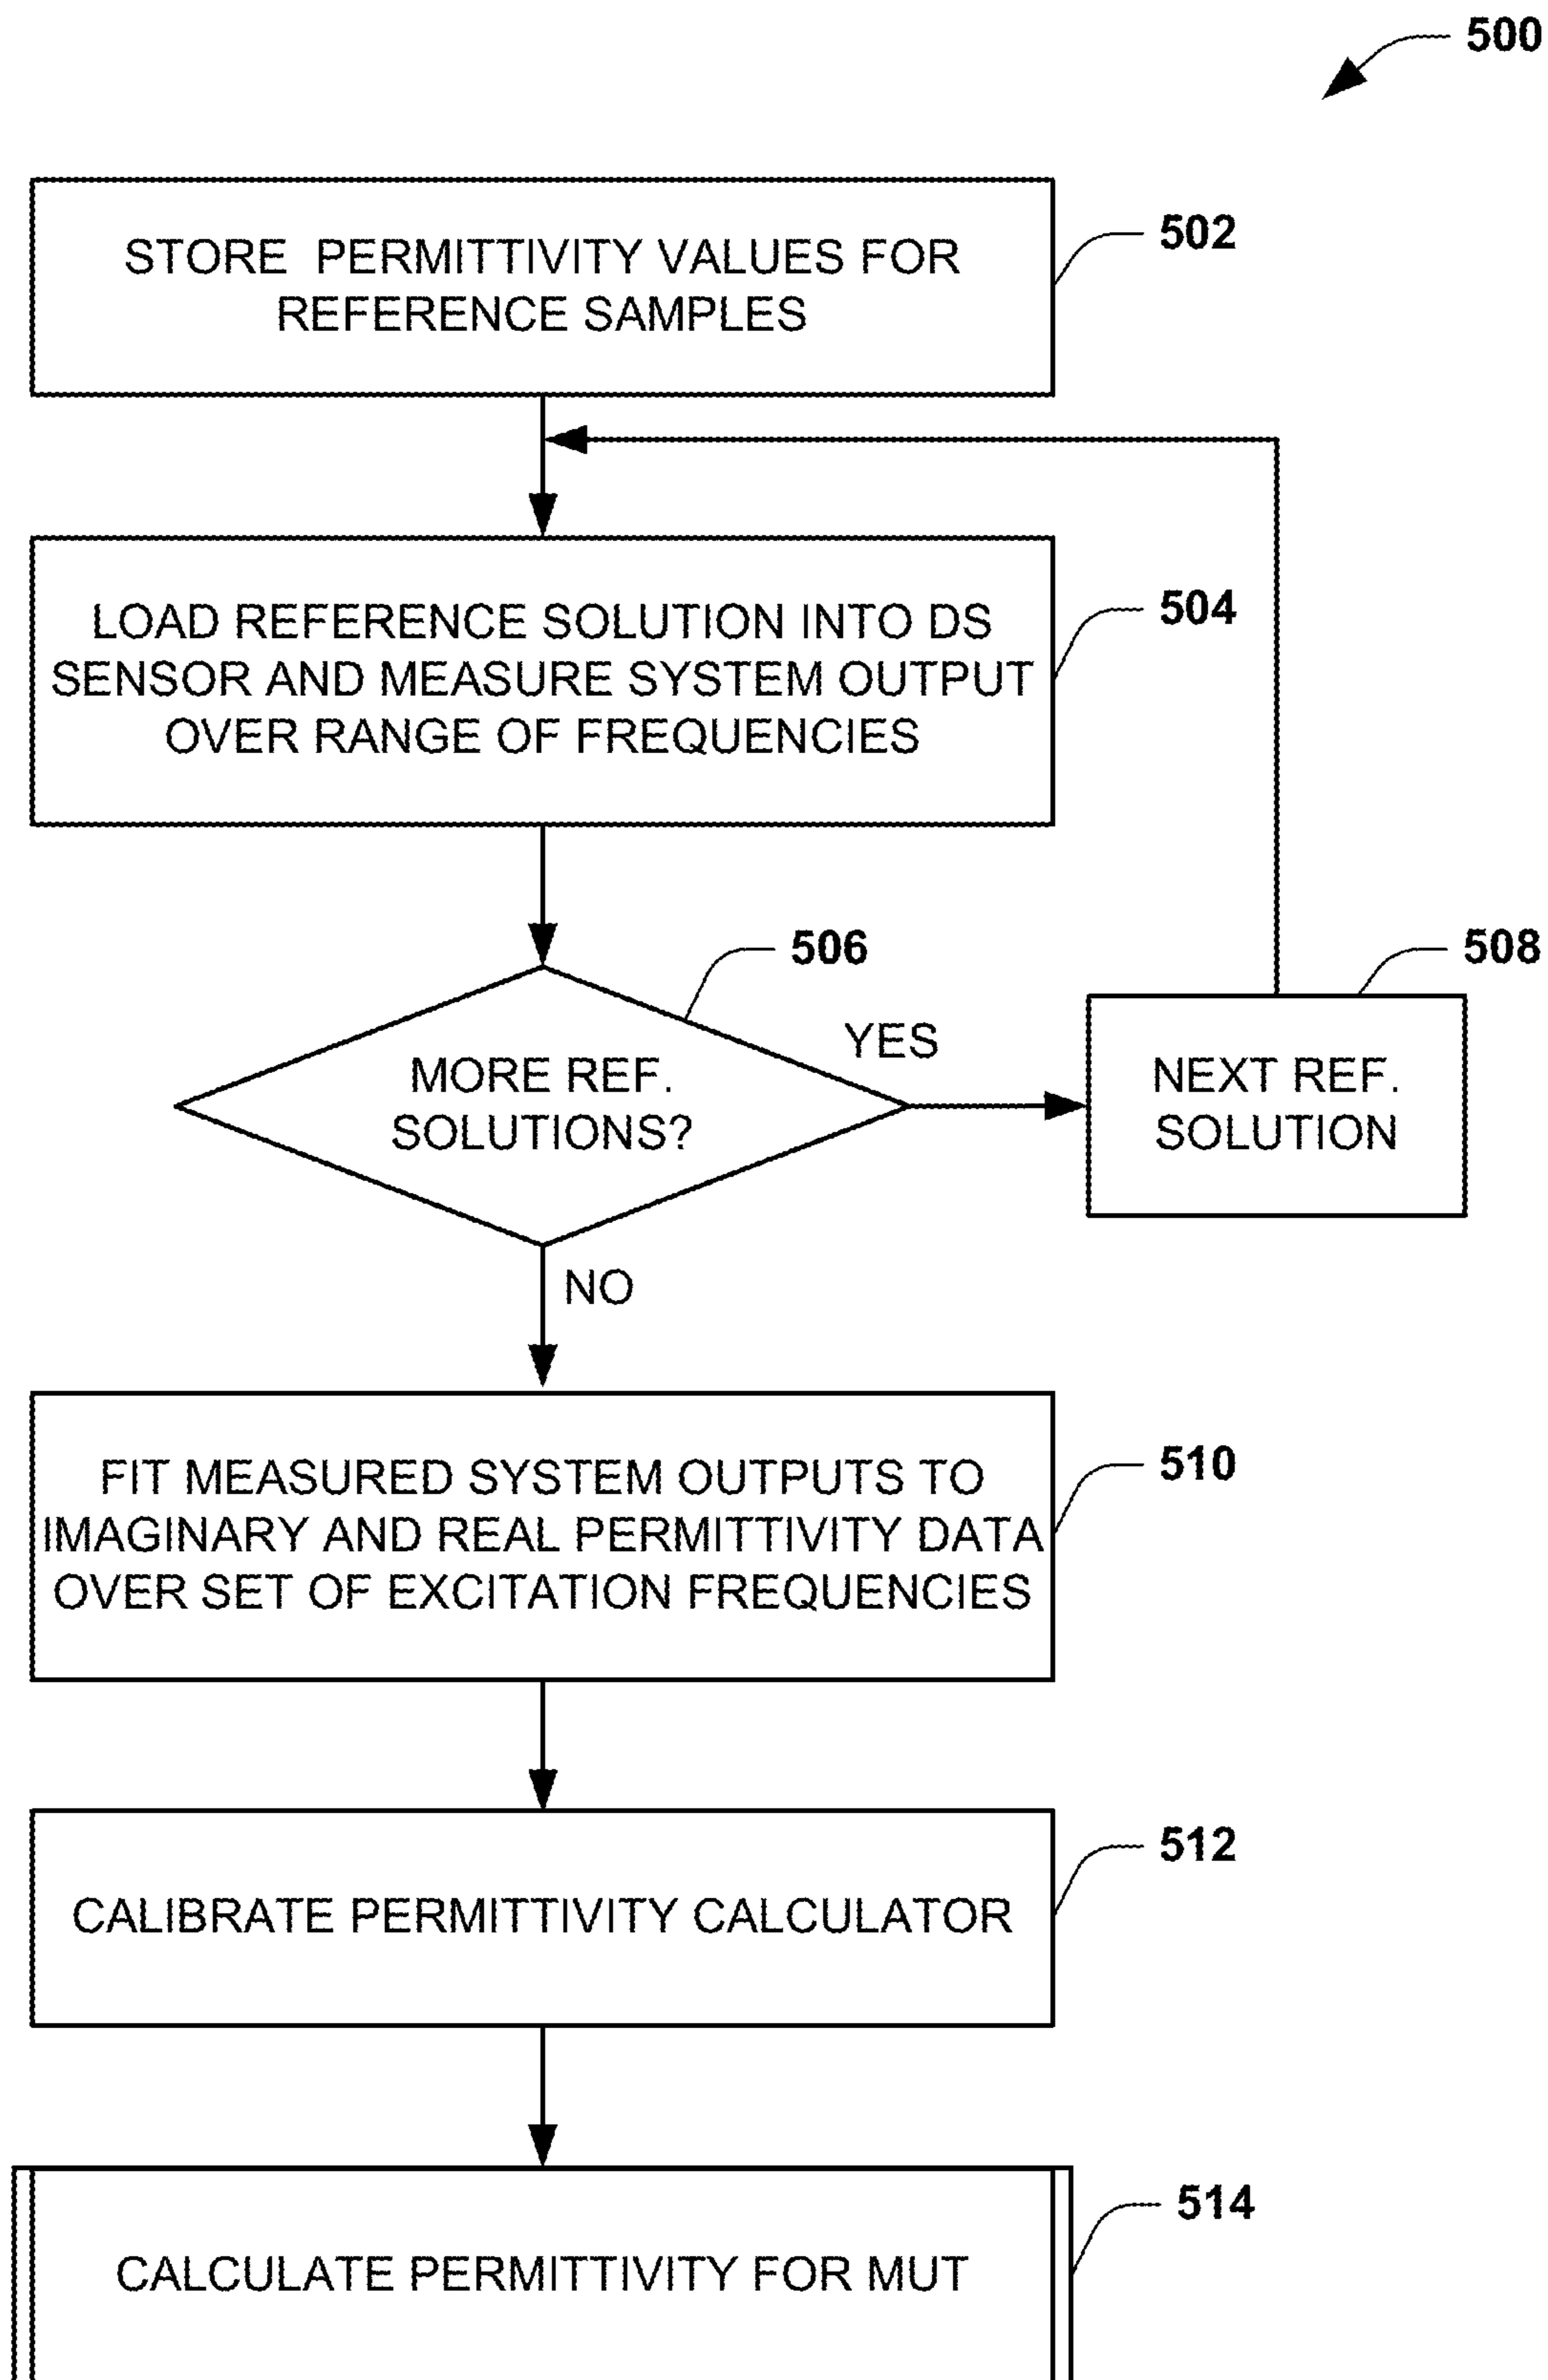 500
STORE PERMITTIVITY VALUES FOR
REFERENCE SAMPLES
502
LOAD REFERENCE SOLUTION INTO DS
SENSOR AND MEASURE SYSTEM OUTPUT
OVER RANGE OF FREQUENCIES
504
MORE REF.
SOLUTIONS?
506
YES
NEXT REF.
SOLUTION
508
NO
FIT MEASURED SYSTEM OUTPUTS TO
IMAGINARY AND REAL PERMITTIVITY DATA
OVER SET OF EXCITATION FREQUENCIES
510
CALIBRATE PERMITTIVITY CALCULATOR
512
CALCULATE PERMITTIVITY FOR MUT
514